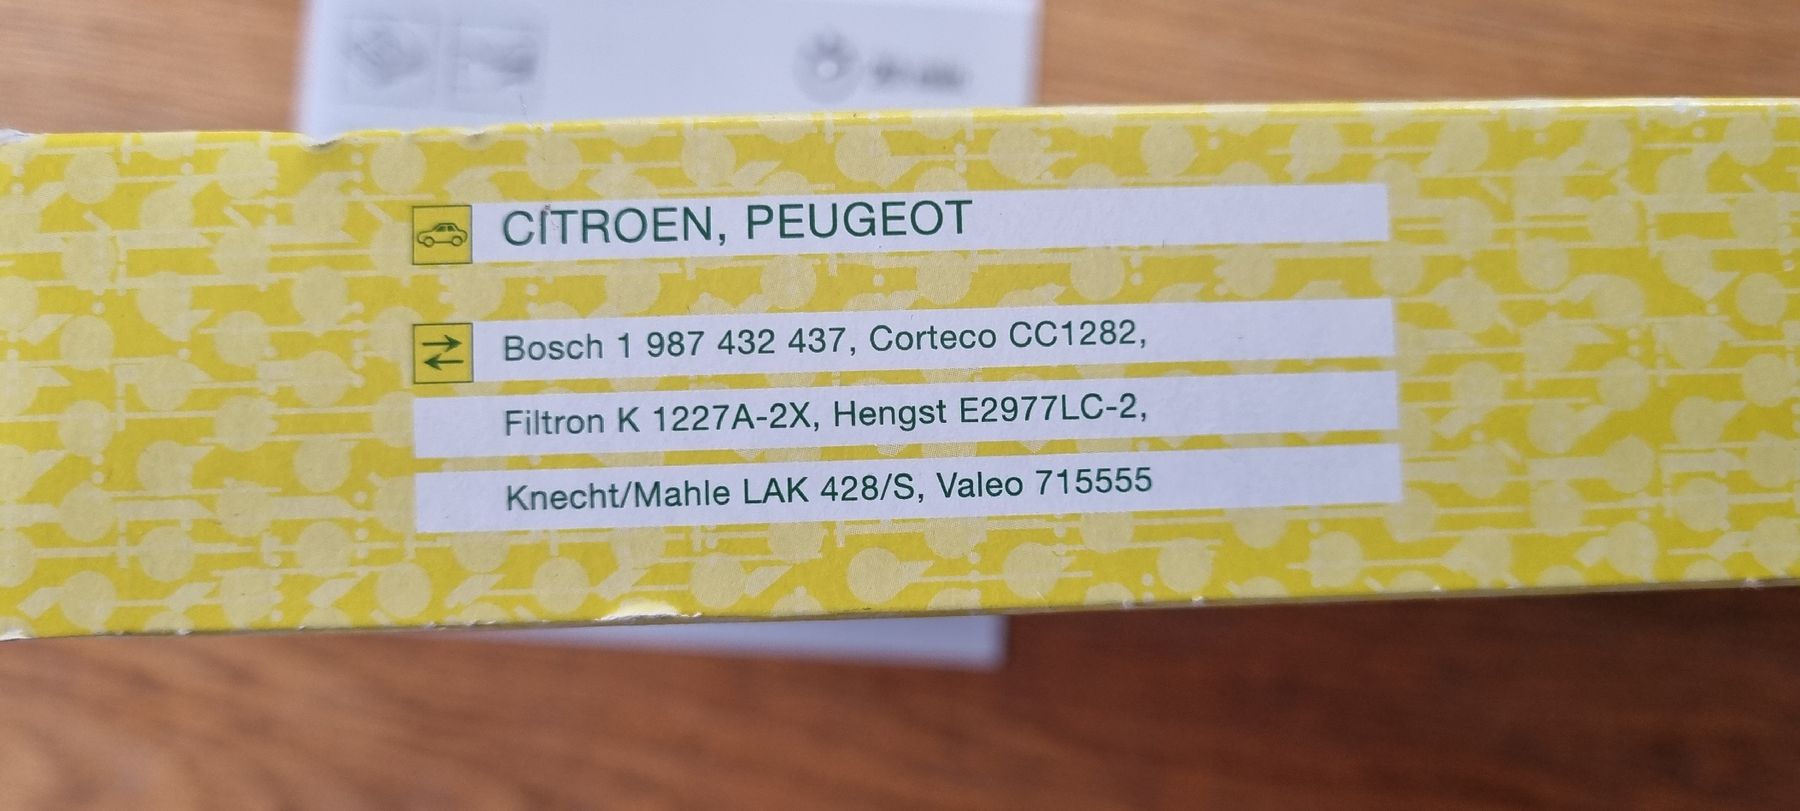 CITROEN, PEUGEOT
Bosch 1 987 432 437, Corteco CC1282,
Filtron K 1227A-2X, Hengst E2977LC-2,
Knecht/Mahle LAK 428/S, Valeo 715555